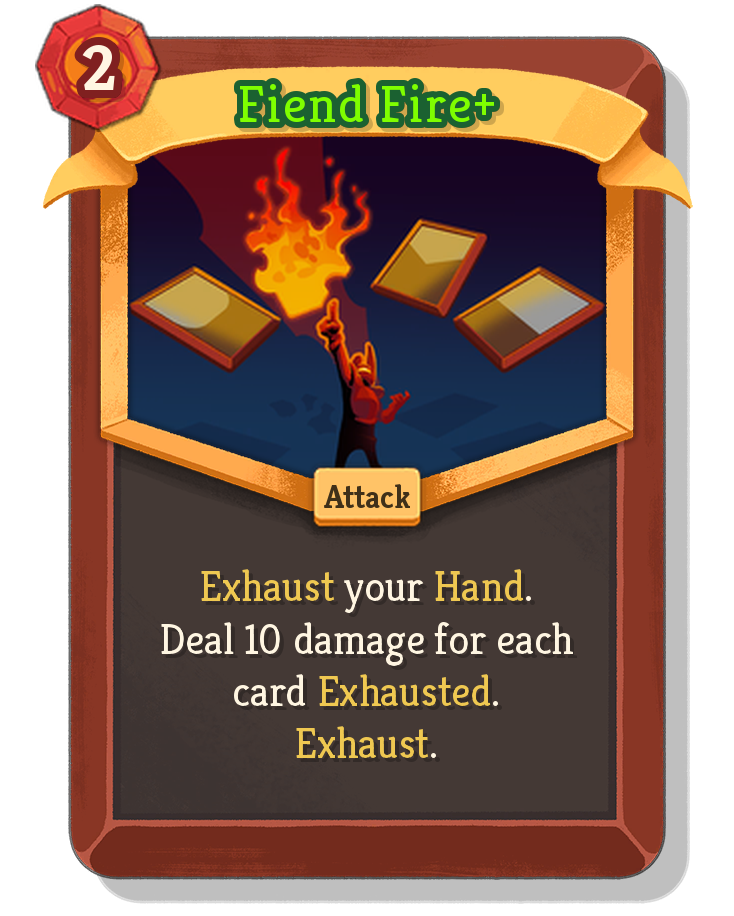 2
Fiend Fire+
Attack
Exhaust your Hand.
Deal 10 damage for each
card Exhausted.
Exhaust.